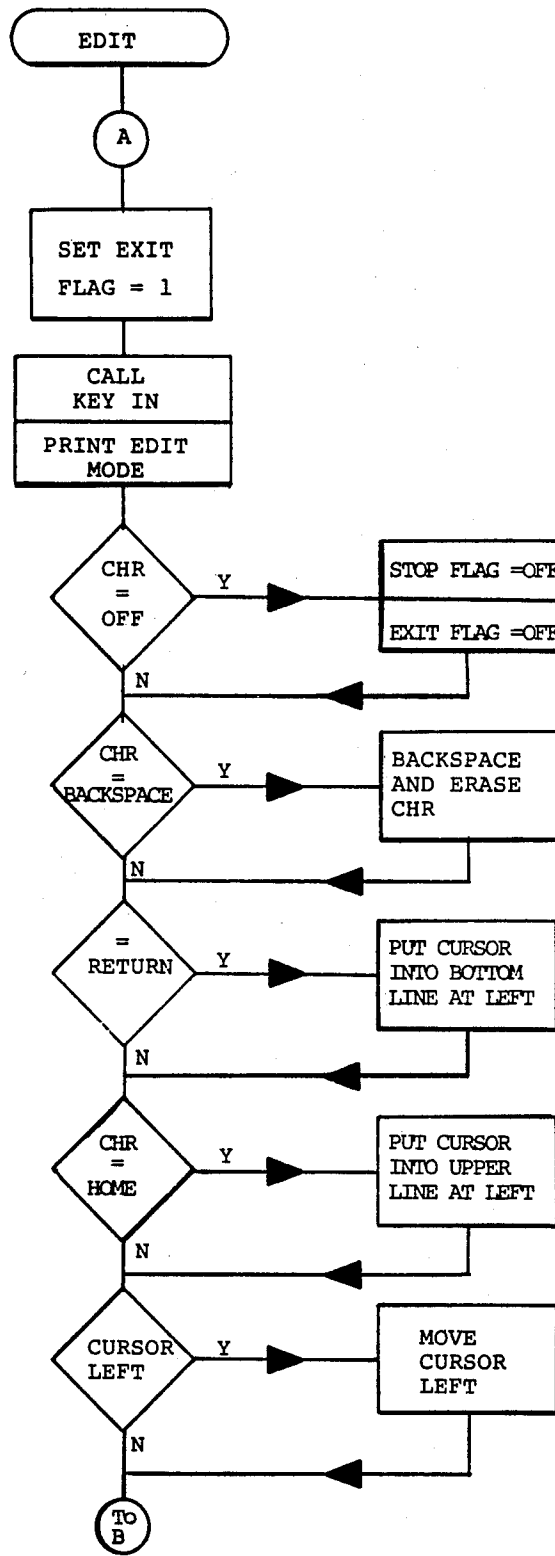 EDIT
A
SET EXIT
FLAG = 1
CALL
KEY IN
PRINT EDIT
MODE
CHR
=
OFF
Y
STOP FLAG =OFF
EXIT FLAG =OFF
N
CHR
=
BACKSPACE
Y
BACKSPACE
AND ERASE
CHR
N
=
RETURN
Y
PUT CURSOR
INTO BOTTOM
LINE AT LEFT
N
CHR
=
HOME
Y
PUT CURSOR
INTO UPPER
LINE AT LEFT
N
CURSOR
LEFT
Y
MOVE
CURSOR
LEFT
N
To
B